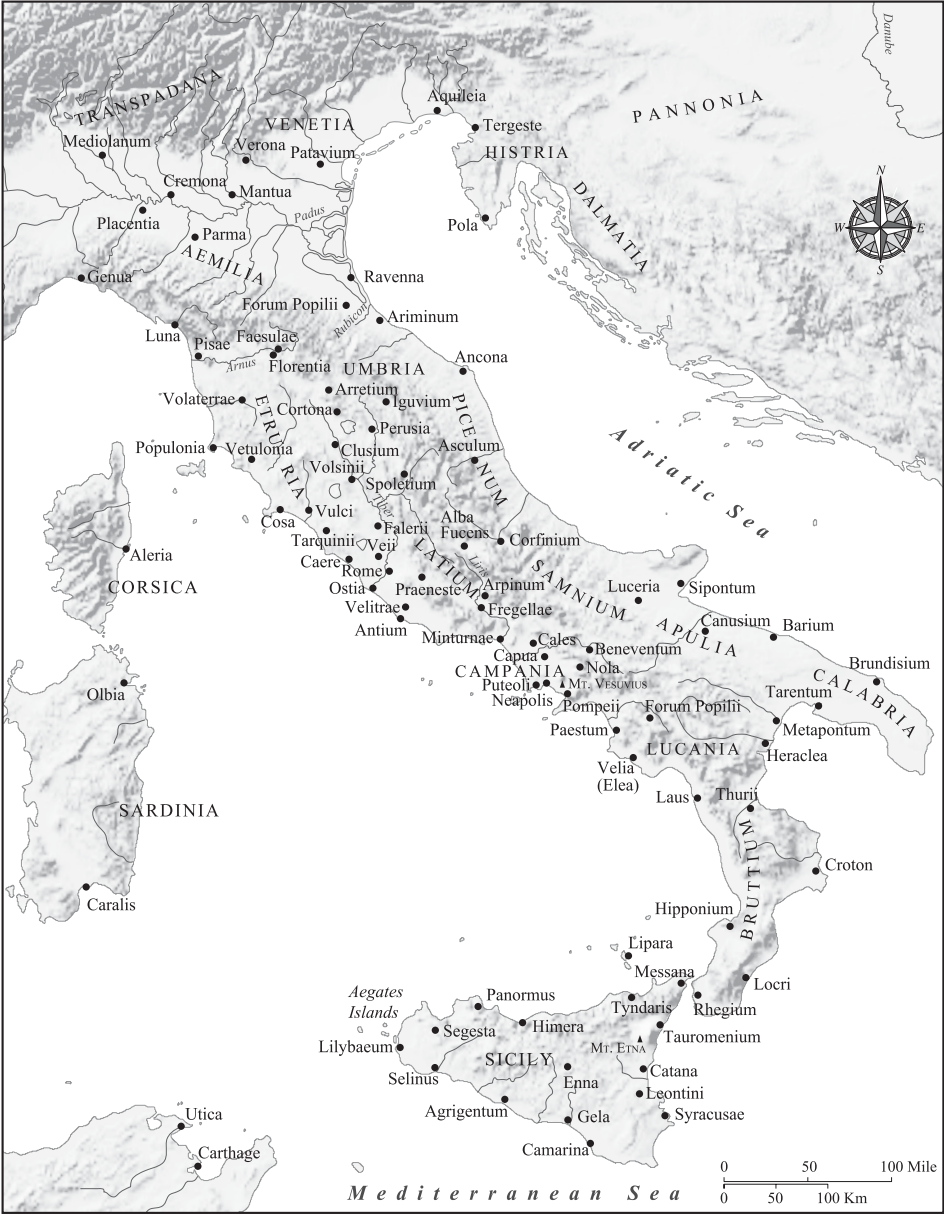 Danube
PANNONIA
TRANSPADANA
Aquileia
VENETIA
Tergeste
Mediolanum
Verona
Patavium
HISTRIA
Cremona
Mantua
DALMATIA
N
W
E
S
Placentia
Padus
Pola
Parma
AEMILIA
Genua
Ravenna
Forum Popilii
Rubicon
Ariminum
Luna
Pisae
Faesulae
Arnus
Florentia
UMBRIA
Ancona
Volaterrae
Arretium
Iguvium
ETRURIA
Cortona
PICENUM
Perusia
Adriatic Sea
Populonia
Vetulonia
Clusium
Asculum
Volsinii
Spoletium
Cosa
Vulci
Tiber
Alba
Fucens
Tarquinii
Falerii
Corfinium
Aleria
Veii
LATIUM
Caere
Rome
Liris
SAMNIUM
CORSICA
Ostia
Praeneste
Arpinum
Luceria
Sipontum
Velitrae
Fregellae
Antium
Canusium
Barium
APULIA
Minturnae
Cales
Beneventum
Capua
Brundisium
CAMPANIA
Nola
CALABRIA
Olbia
Puteoli
MT. VESUVIUS
Neapolis
Pompeii
Forum Popilii
Tarentum
Paestum
Metapontum
LUCANIA
Heraclea
Velia
(Elea)
Laus
Thurii
SARDINIA
BRUTTIUM
Croton
Caralis
Hipponium
Lipara
Messana
Locri
Aegates
Islands
Panormus
Tyndaris
Rhegium
Segesta
Himera
Tauromenium
Lilybaeum
MT. ETNA
SICILY
Selinus
Enna
Catana
Leontini
Agrigentum
Gela
Syracusae
Utica
Camarina
Carthage
0 50 100 Mile
0 50 100 Km
Mediterranean Sea